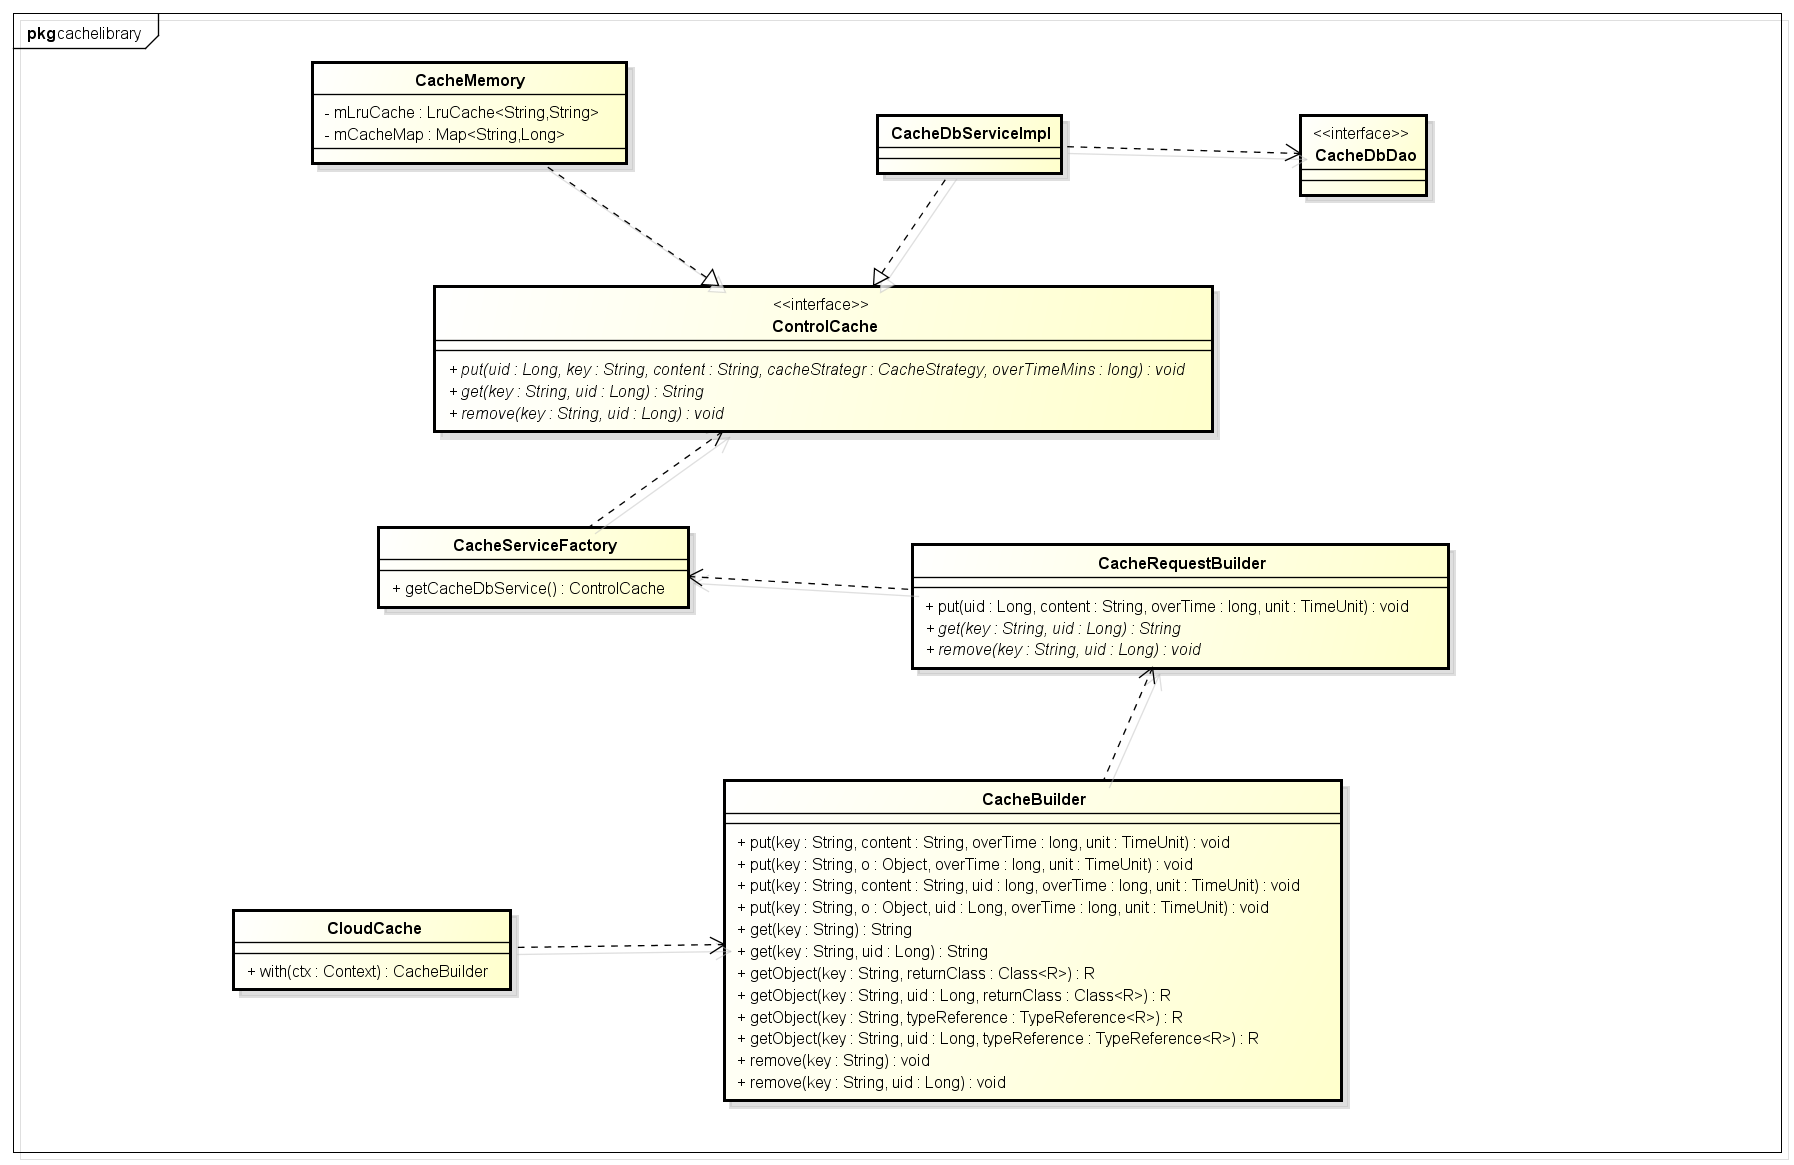 pkg cachelibrary
CacheMemory
- mLruCache : LruCache<String,String>
- mCacheMap : Map<String,Long>
CacheDbServiceImpl
<<interface>>
CacheDbDao
<<interface>>
ControlCache
+ put(uid : Long, key : String, content : String, cacheStrategr : CacheStrategy, overTimeMins : long) : void
+ get(key : String, uid : Long) : String
+ remove(key : String, uid : Long) : void
CacheServiceFactory
+ getCacheDbService() : ControlCache
CacheRequestBuilder
+ put(uid : Long, content : String, overTime : long, unit : TimeUnit) : void
+ get(key : String, uid : Long) : String
+ remove(key : String, uid : Long) : void
CacheBuilder
+ put(key : String, content : String, overTime : long, unit : TimeUnit) : void
+ put(key : String, o : Object, overTime : long, unit : TimeUnit) : void
+ put(key : String, content : String, uid : long, overTime : long, unit : TimeUnit) : void
+ put(key : String, o : Object, uid : Long, overTime : long, unit : TimeUnit) : void
+ get(key : String) : String
+ get(key : String, uid : Long) : String
+ getObject(key : String, returnClass : Class<R>) : R
+ getObject(key : String, uid : Long, returnClass : Class<R>) : R
+ getObject(key : String, typeReference : TypeReference<R>) : R
+ getObject(key : String, uid : Long, typeReference : TypeReference<R>) : R
+ remove(key : String) : void
+ remove(key : String, uid : Long) : void
CloudCache
+ with(ctx : Context) : CacheBuilder